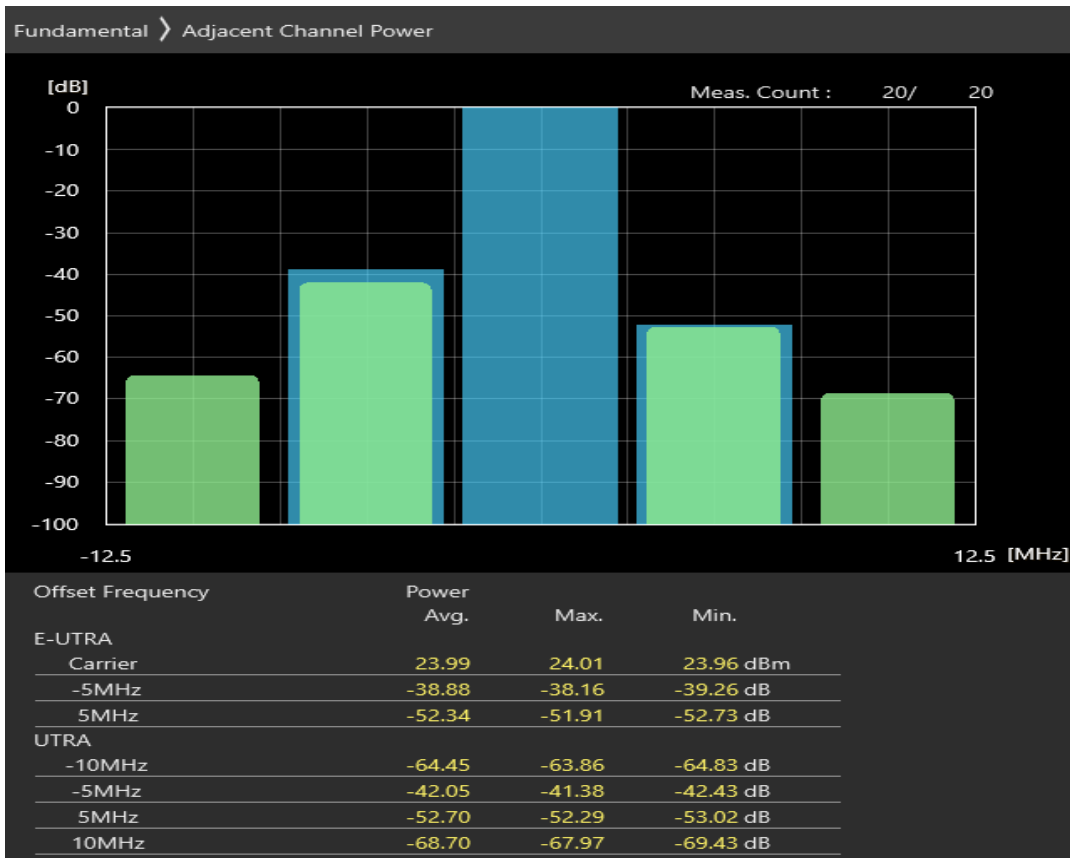 Fundamental 〉 Adjacent Channel Power
[dB]
Meas. Count : 20/ 20
0
-10
-20
-30
-40
-50
-60
-70
-80
-90
-100
-12.5 12.5 [MHz]
Offset Frequency Power
Avg. Max. Min.
E-UTRA
Carrier 23.99 24.01 23.96 dBm
-5MHz -38.88 -38.16 -39.26 dB
5MHz -52.34 -51.91 -52.73 dB
UTRA
-10MHz -64.45 -63.86 -64.83 dB
-5MHz -42.05 -41.38 -42.43 dB
5MHz -52.70 -52.29 -53.02 dB
10MHz -68.70 -67.97 -69.43 dB